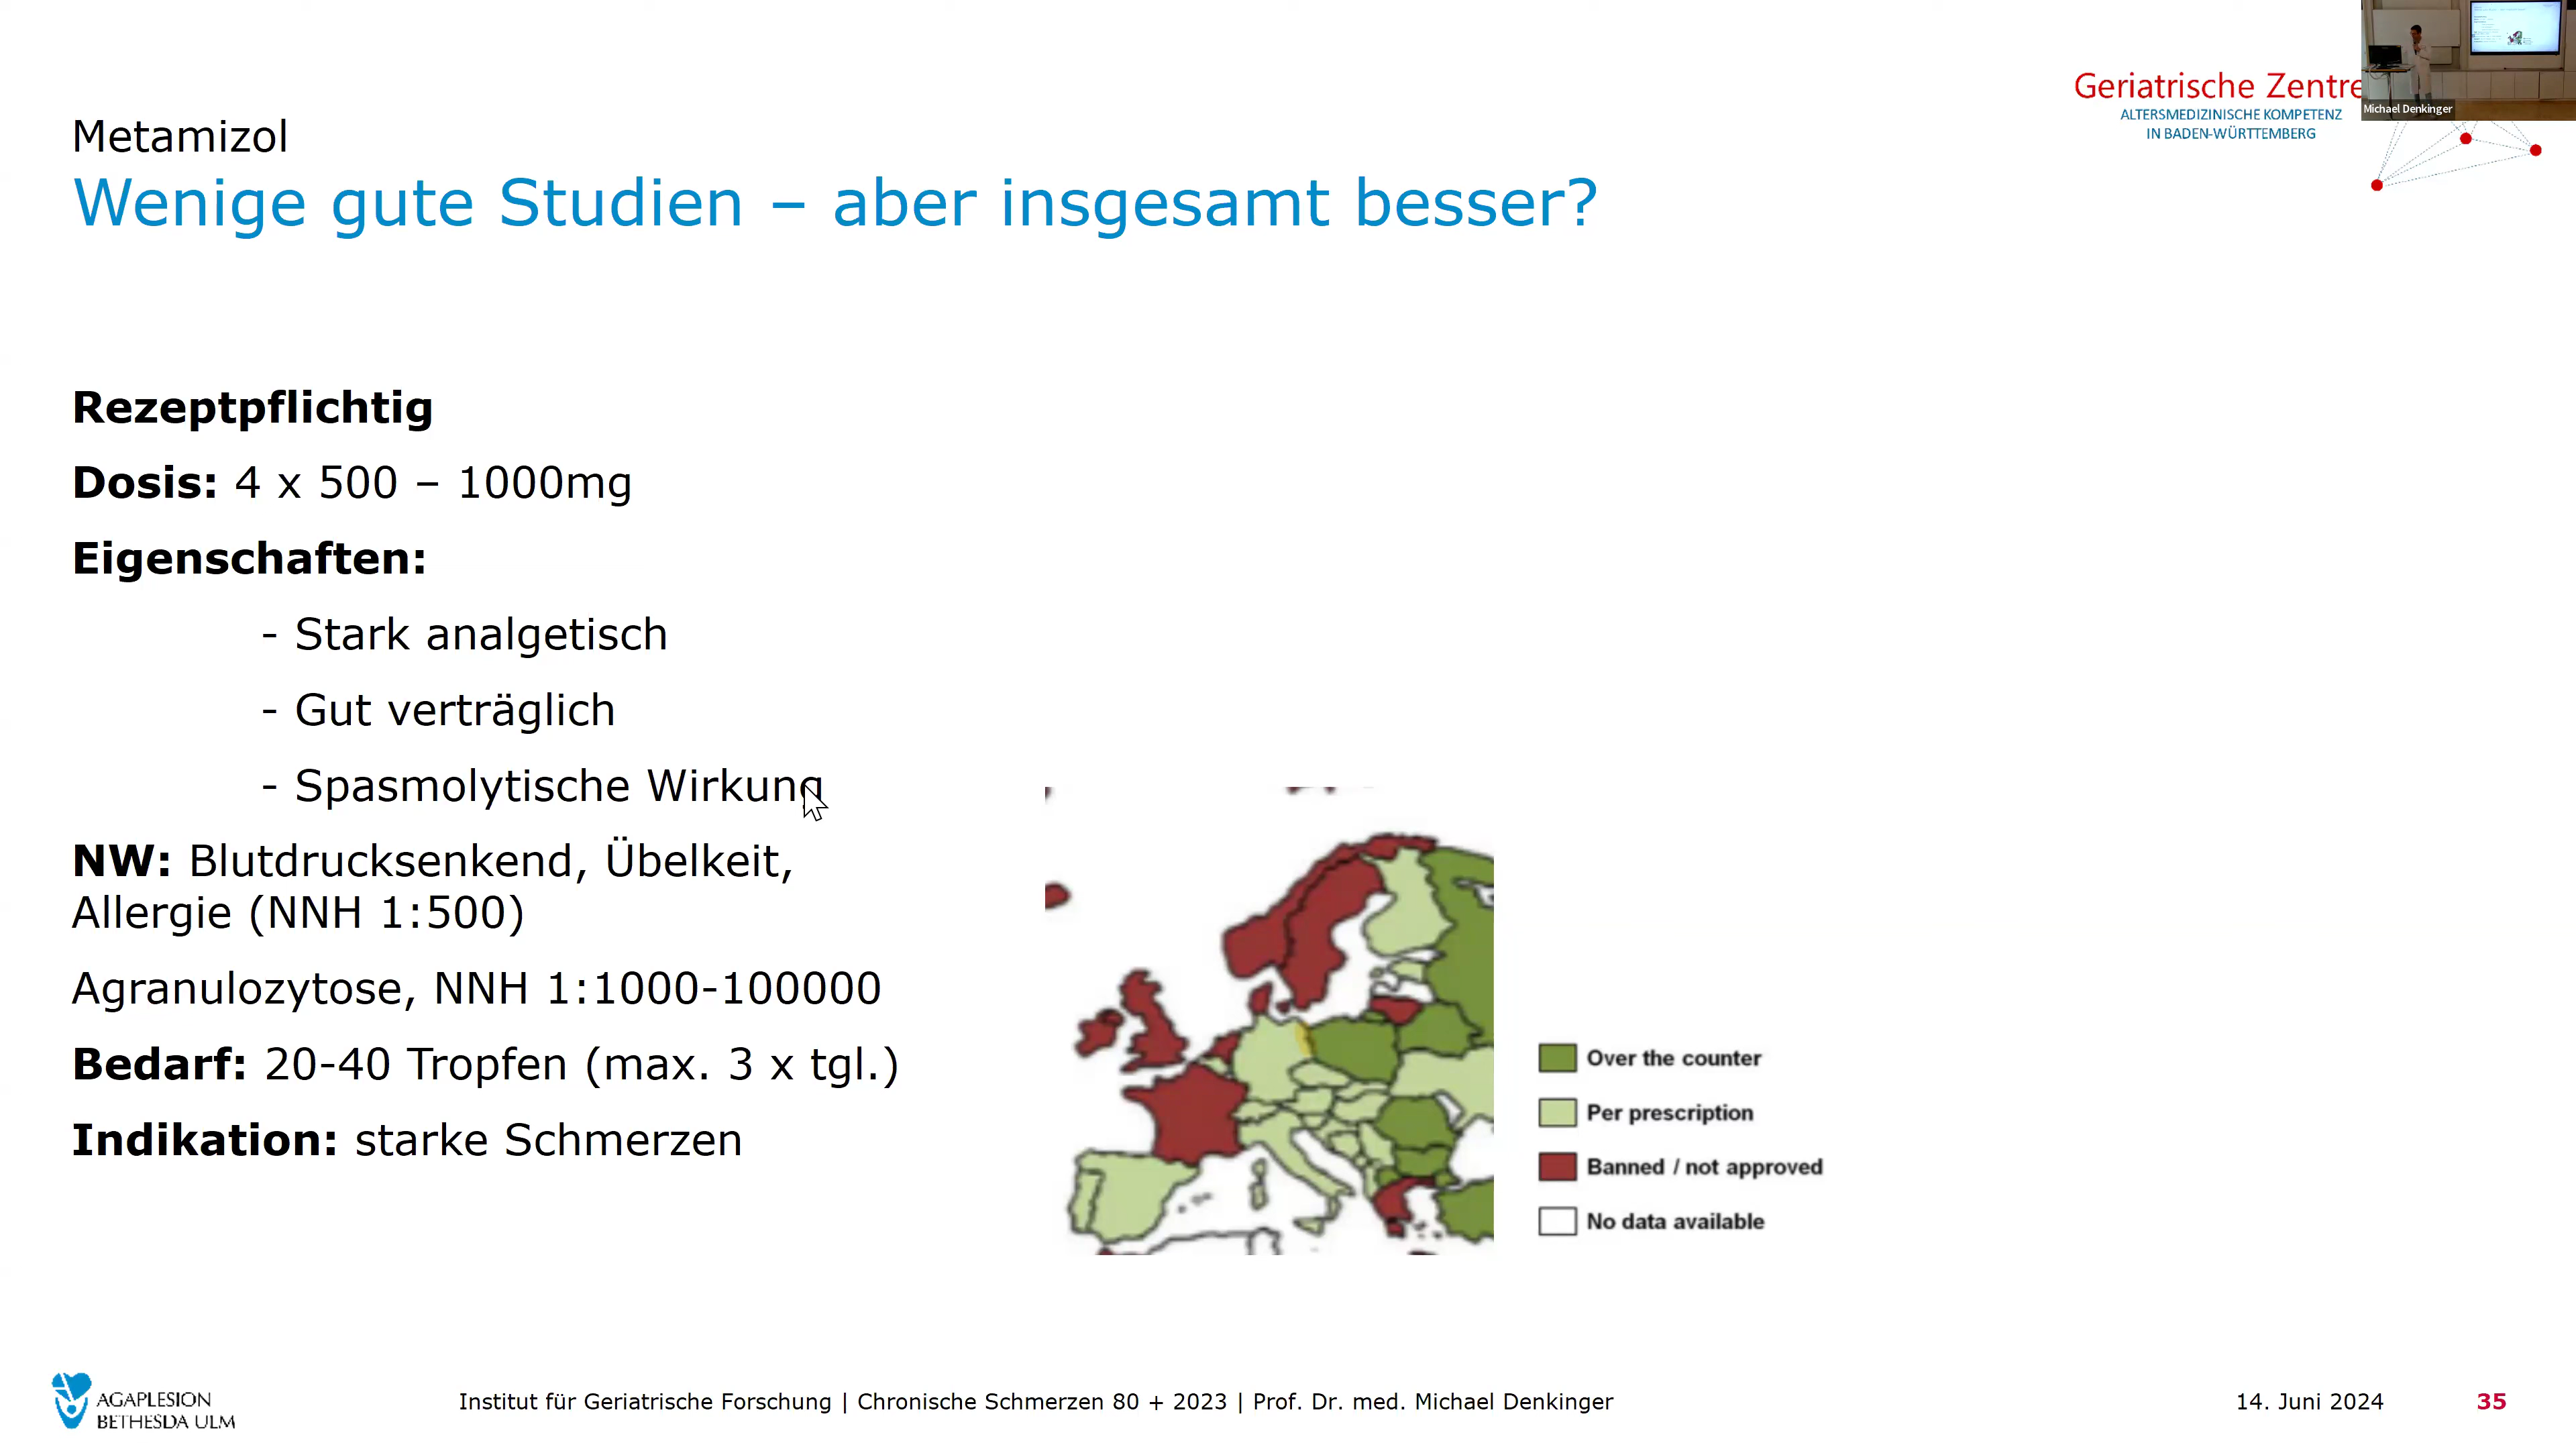 Geriatrische Zentre
ALTERSMEDIZINISCHE KOMPETENZ
IN BADEN-WÜRTTEMBERG
Michael Denkinger
Metamizol
Wenige gute Studien – aber insgesamt besser?
Rezeptpflichtig
Dosis: 4 x 500 – 1000mg
Eigenschaften:
- Stark analgetisch
- Gut verträglich
- Spasmolytische Wirkung
NW: Blutdrucksenkend, Übelkeit,
Allergie (NNH 1:500)
Agranulozytose, NNH 1:1000-100000
Bedarf: 20-40 Tropfen (max. 3 x tgl.)
Indikation: starke Schmerzen
Over the counter
Per prescription
Banned / not approved
No data available
AGAPLESION
BETHESDA ULM
Institut für Geriatrische Forschung | Chronische Schmerzen 80 + 2023 | Prof. Dr. med. Michael Denkinger
14. Juni 2024
35